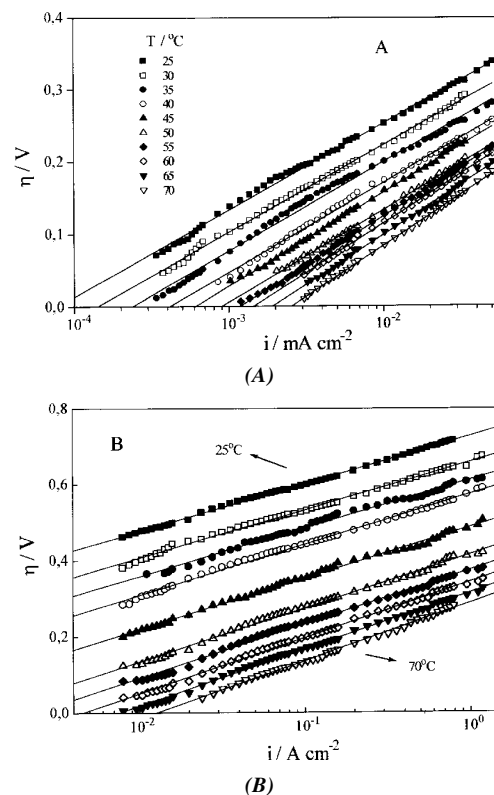 A
T / °C
25
30
35
40
45
50
55
60
65
70
0,4
0,3
0,2
0,1
0,0
η / V
10⁻⁴
10⁻³
10⁻²
i / mA cm⁻²
(A)
B
25°C
0,8
0,6
0,4
0,2
0,0
η / V
70°C
10⁻²
10⁻¹
10⁰
i / A cm⁻²
(B)